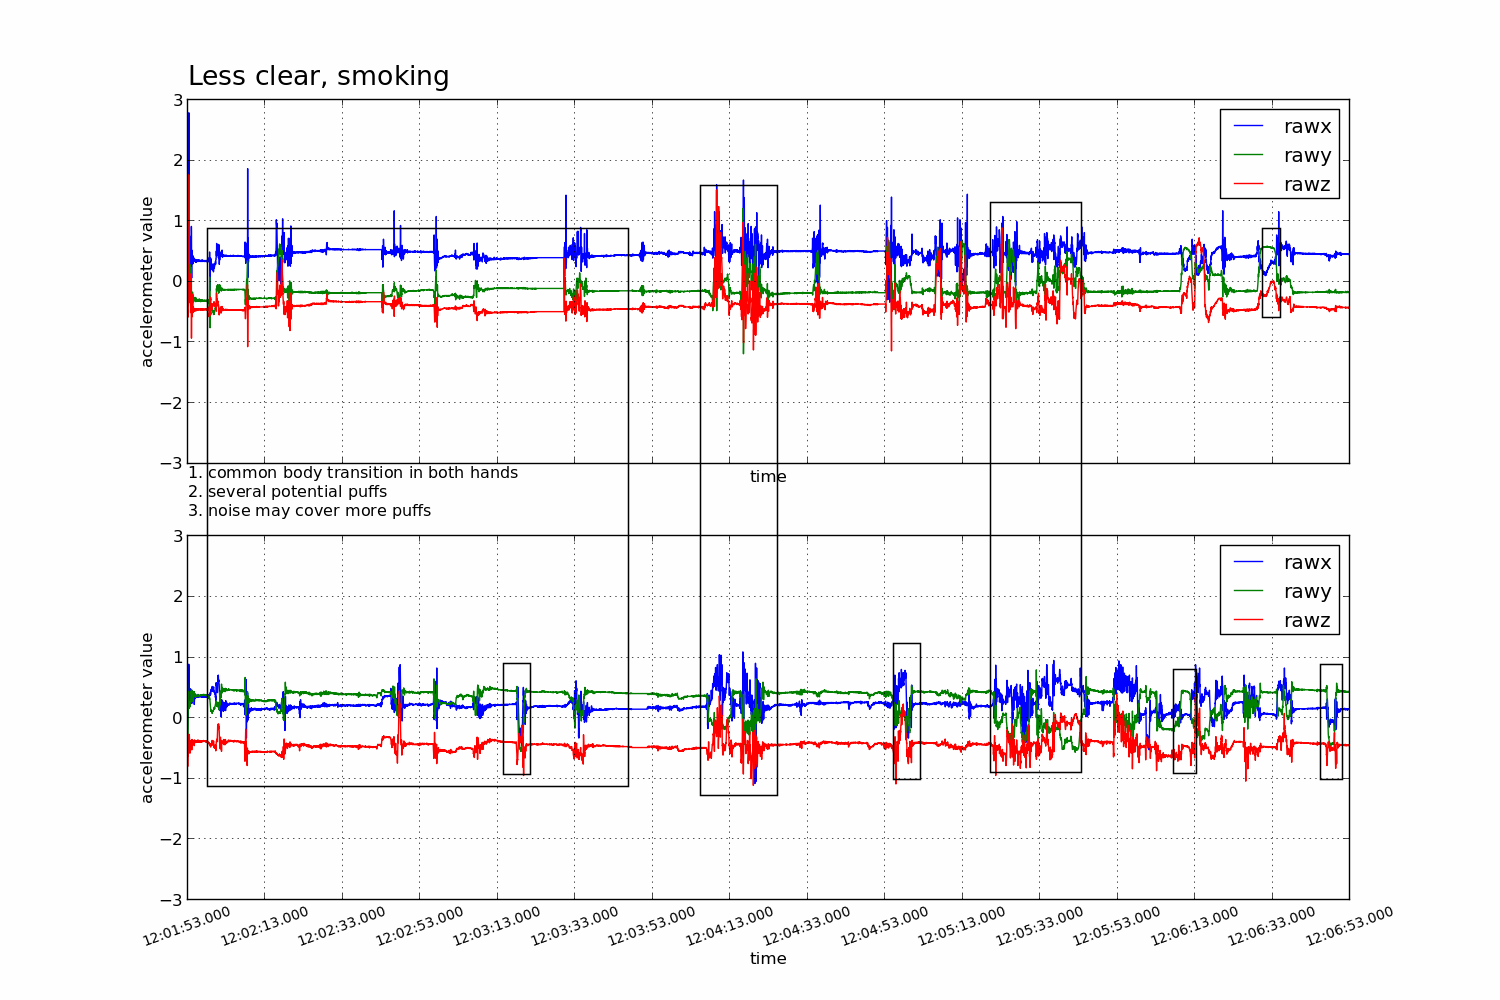 Less clear, smoking
3
2
1
0
−1
−2
−3
accelerometer value
rawx
rawy
rawz
time
1. common body transition in both hands
2. several potential puffs
3. noise may cover more puffs
3
2
1
0
−1
−2
−3
accelerometer value
rawx
rawy
rawz
12:01:53.000
12:02:13.000
12:02:33.000
12:02:53.000
12:03:13.000
12:03:33.000
12:03:53.000
12:04:13.000
12:04:33.000
12:04:53.000
12:05:13.000
12:05:33.000
12:05:53.000
12:06:13.000
12:06:33.000
12:06:53.000
time